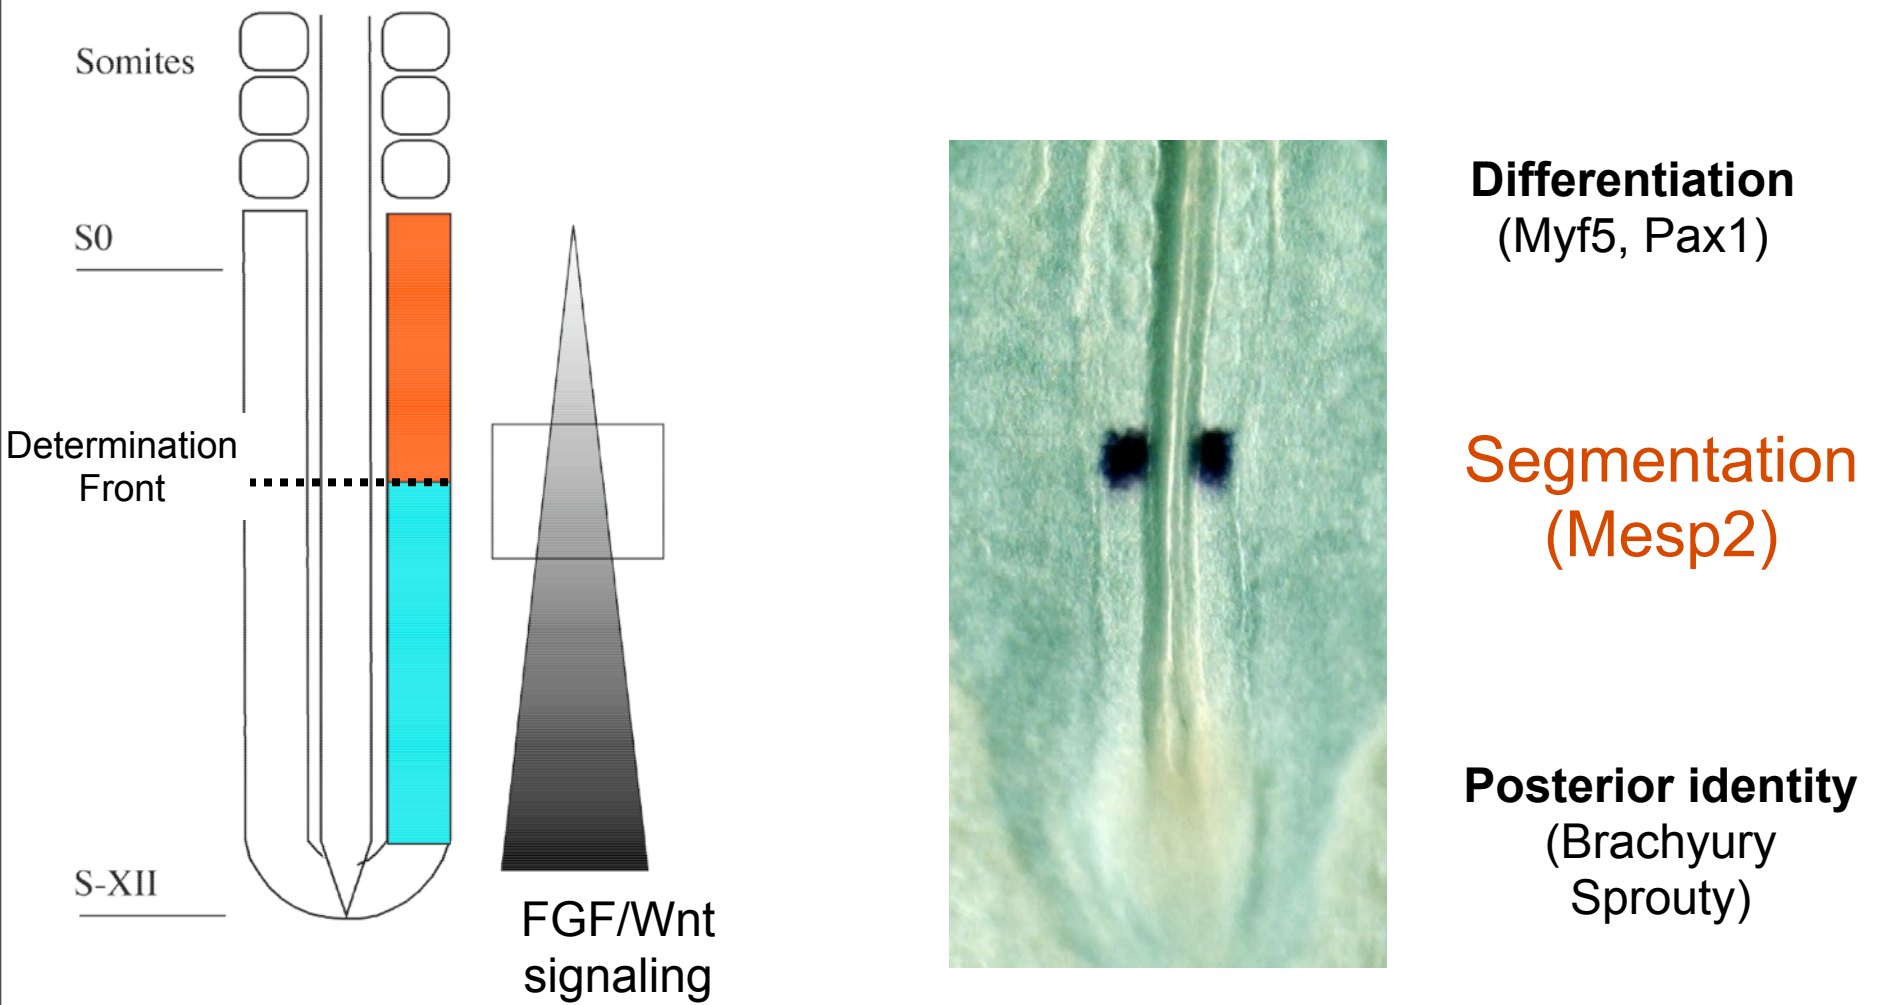 Somites
S0
Determination
Front
S-XII
FGF/Wnt
signaling
Differentiation
(Myf5, Pax1)
Segmentation
(Mesp2)
Posterior identity
(Brachyury
Sprouty)